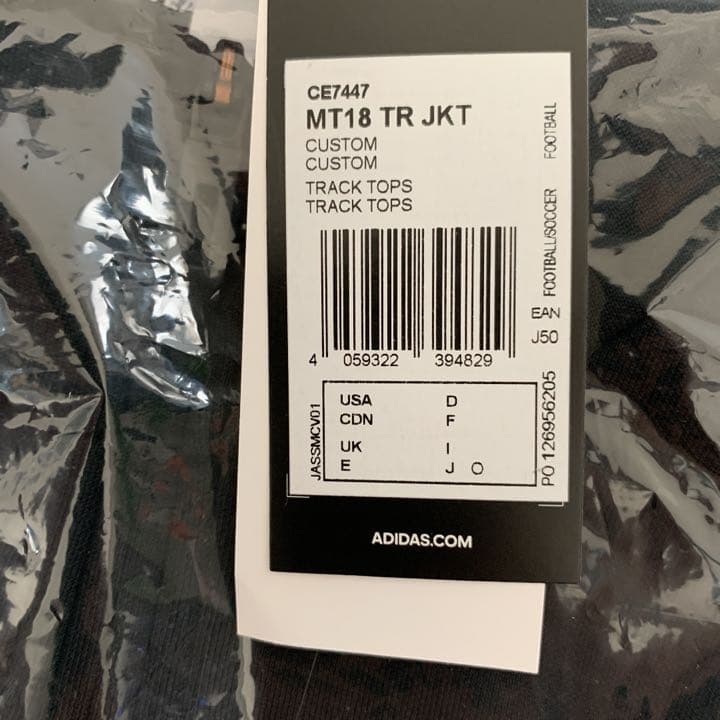 CE7447
MT18 TR JKT
CUSTOM
CUSTOM
TRACK TOPS
TRACK TOPS
FOOTBALL/SOCCER FOOTBALL
EAN
J50
4 059322 394829
JASSMCV01
USA D
CDN F
UK I
E J O
PO 126956205
ADIDAS.COM